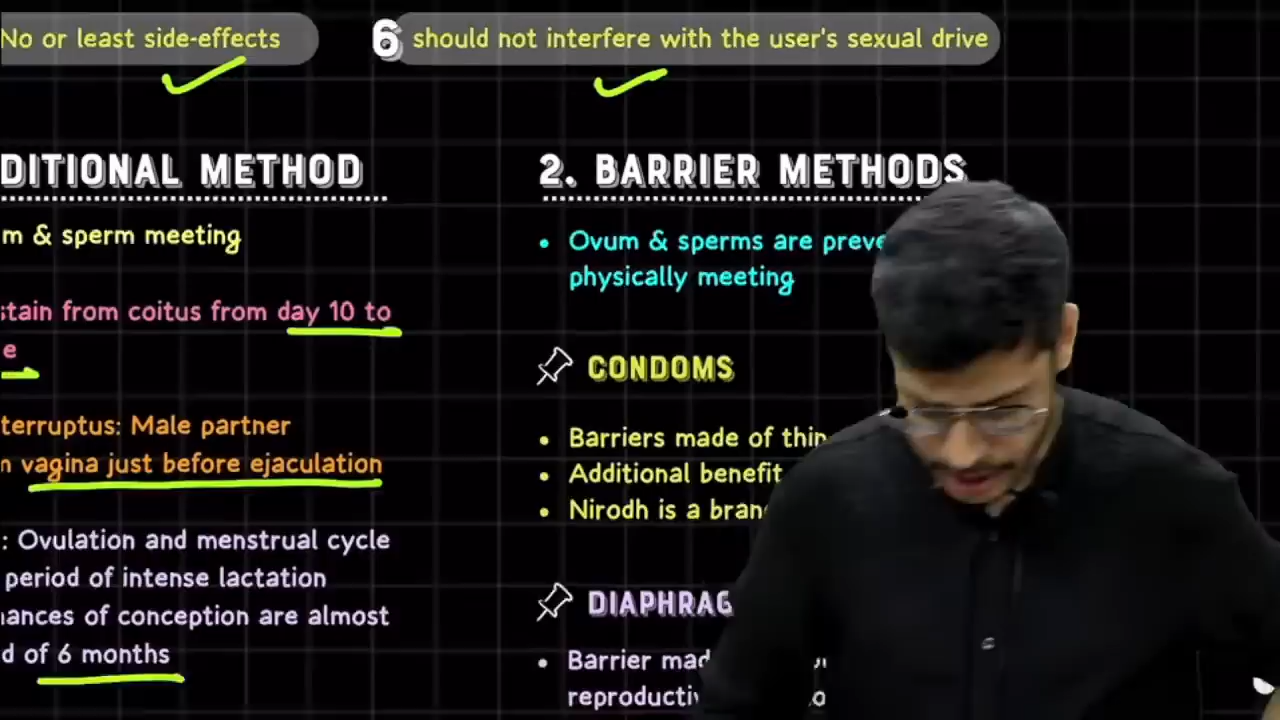 No or least side-effects
6 should not interfere with the user's sexual drive
DITIONAL METHOD
m & sperm meeting
stain from coitus from day 10 to
e
terruptus: Male partner
n vagina just before ejaculation
: Ovulation and menstrual cycle
period of intense lactation
ances of conception are almost
d of 6 months
2. BARRIER METHODS
• Ovum & sperms are preve
physically meeting
CONDOMS
• Barriers made of thin
• Additional benefit
• Nirodh is a bran
DIAPHRAG
• Barrier mad
reproductiv